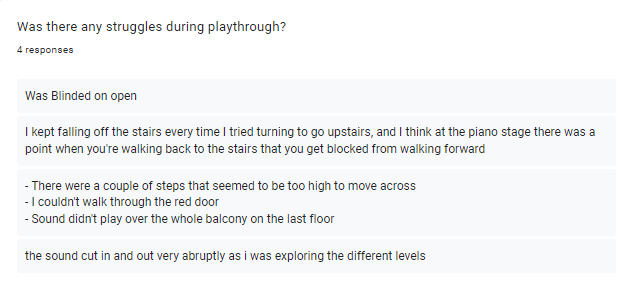 Was there any struggles during playthrough?
4 responses
Was Blinded on open
I kept falling off the stairs every time I tried turning to go upstairs, and I think at the piano stage there was a
point when you're walking back to the stairs that you get blocked from walking forward
- There were a couple of steps that seemed to be too high to move across
- I couldn't walk through the red door
- Sound didn't play over the whole balcony on the last floor
the sound cut in and out very abruptly as i was exploring the different levels